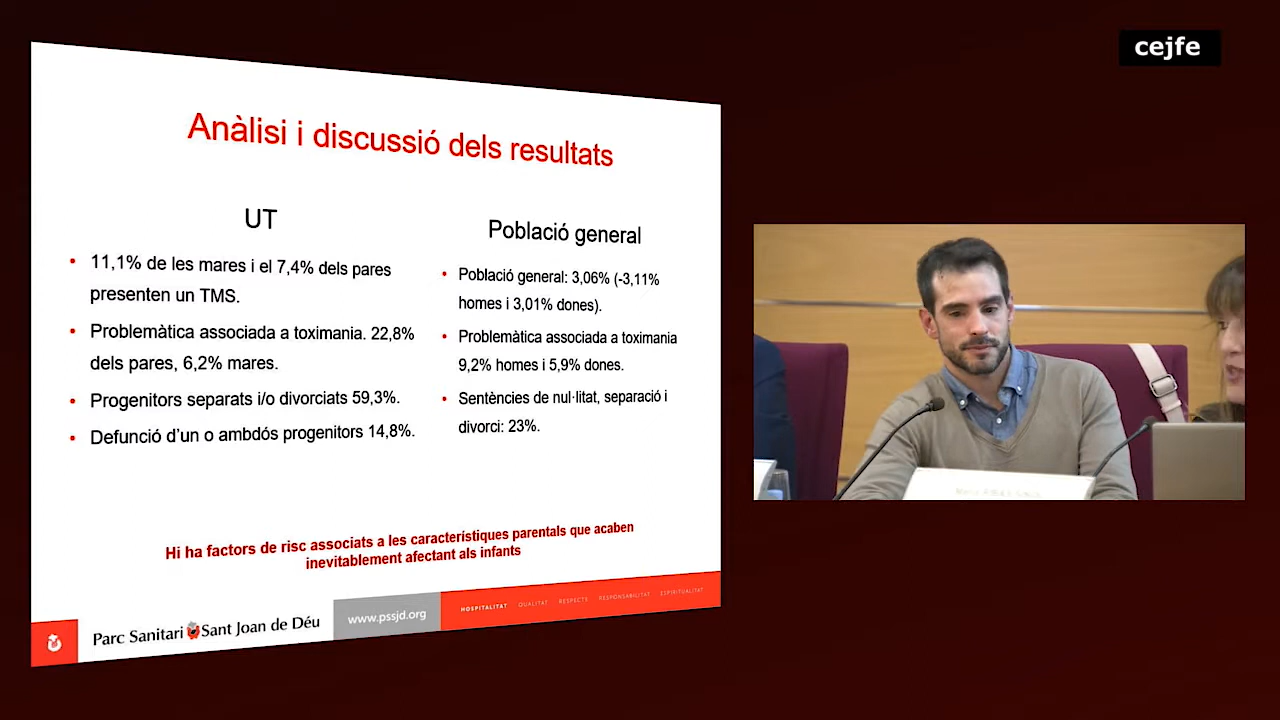 cejfe
Anàlisi i discussió dels resultats
UT
11,1% de les mares i el 7,4% dels pares
presenten un TMS.
Problemàtica associada a toximania. 22,8%
dels pares, 6,2% mares.
Progenitors separats i/o divorciats 59,3%.
Defunció d'un o ambdós progenitors 14,8%.
Població general
Població general: 3,06% (-3,11%
homes i 3,01% dones).
Problemàtica associada a toximania
9,2% homes i 5,9% dones.
Sentències de nul·litat, separació i
divorci: 23%.
Hi ha factors de risc associats a les característiques parentals que acaben
inevitablement afectant als infants
Parc Sanitari Sant Joan de Déu
www.pssjd.org
HOSPITALITAT QUALITAT RESPECTE RESPONSABILITAT ESPIRITUALITAT